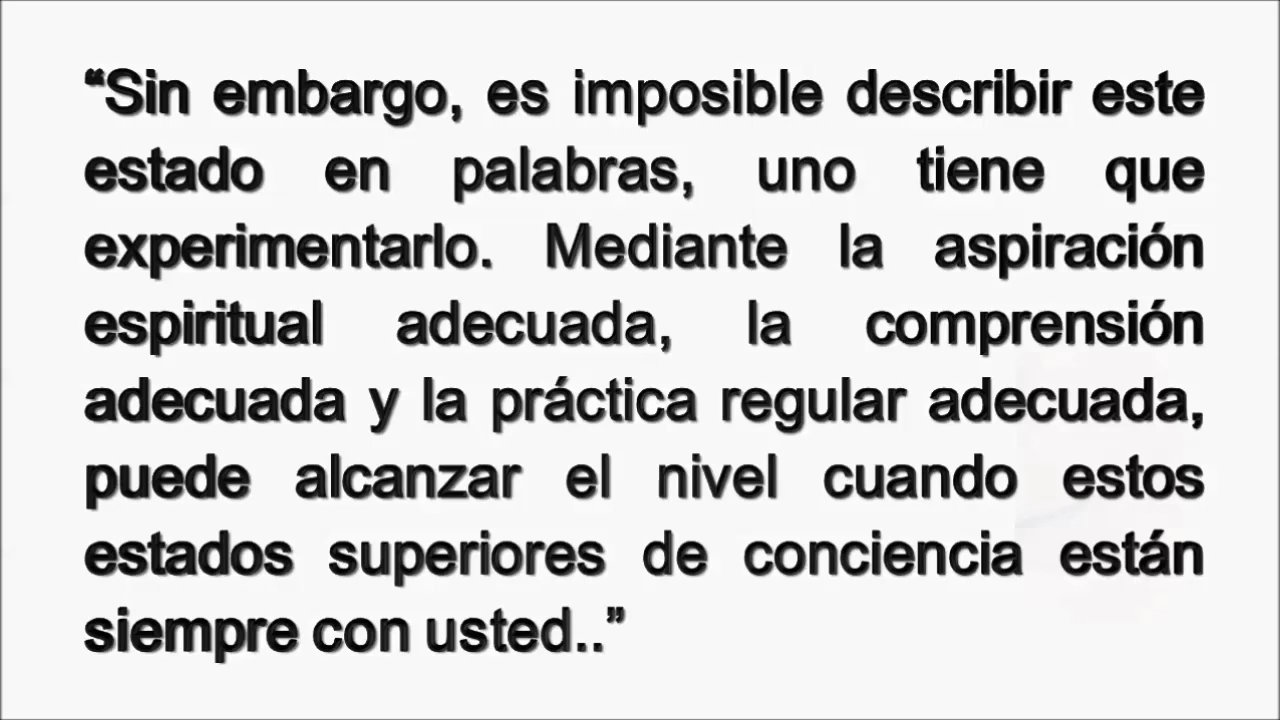 “Sin embargo, es imposible describir este
estado en palabras, uno tiene que
experimentarlo. Mediante la aspiración
espiritual adecuada, la comprensión
adecuada y la práctica regular adecuada,
puede alcanzar el nivel cuando estos
estados superiores de conciencia están
siempre con usted..”